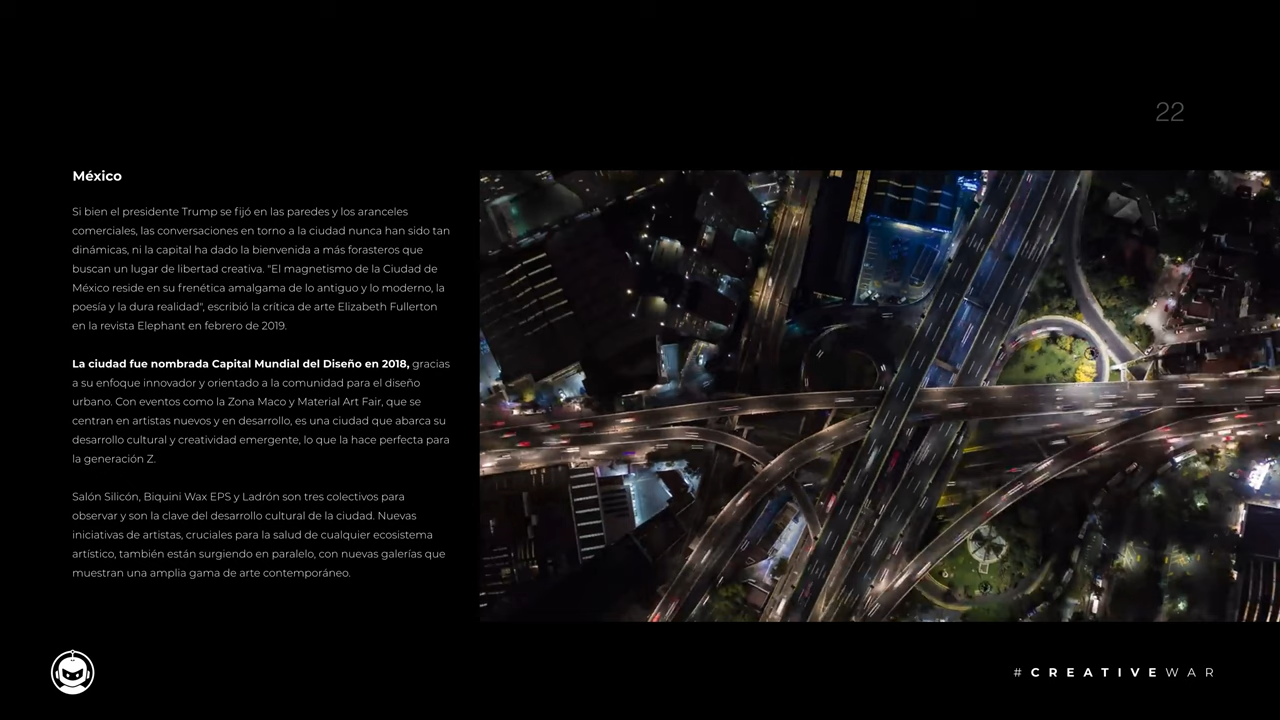 22
México
Si bien el presidente Trump se fijó en las paredes y los aranceles
comerciales, las conversaciones en torno a la ciudad nunca han sido tan
dinámicas, ni la capital ha dado la bienvenida a más forasteros que
buscan un lugar de libertad creativa. "El magnetismo de la Ciudad de
México reside en su frenética amalgama de lo antiguo y lo moderno, la
poesía y la dura realidad", escribió la crítica de arte Elizabeth Fullerton
en la revista Elephant en febrero de 2019.
La ciudad fue nombrada Capital Mundial del Diseño en 2018, gracias
a su enfoque innovador y orientado a la comunidad para el diseño
urbano. Con eventos como la Zona Maco y Material Art Fair, que se
centran en artistas nuevos y en desarrollo, es una ciudad que abarca su
desarrollo cultural y creatividad emergente, lo que la hace perfecta para
la generación Z.
Salón Silicón, Biquini Wax EPS y Ladrón son tres colectivos para
observar y son la clave del desarrollo cultural de la ciudad. Nuevas
iniciativas de artistas, cruciales para la salud de cualquier ecosistema
artístico, también están surgiendo en paralelo, con nuevas galerías que
muestran una amplia gama de arte contemporáneo.
#CREATIVEWAR